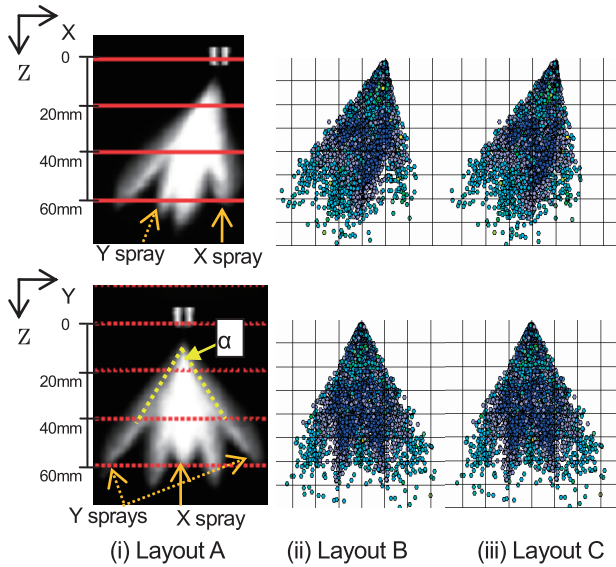 X
Z
0
20mm
40mm
60mm
Y spray
X spray
Y
Z
0
α
20mm
40mm
60mm
Y sprays
X spray
(i) Layout A
(ii) Layout B
(iii) Layout C